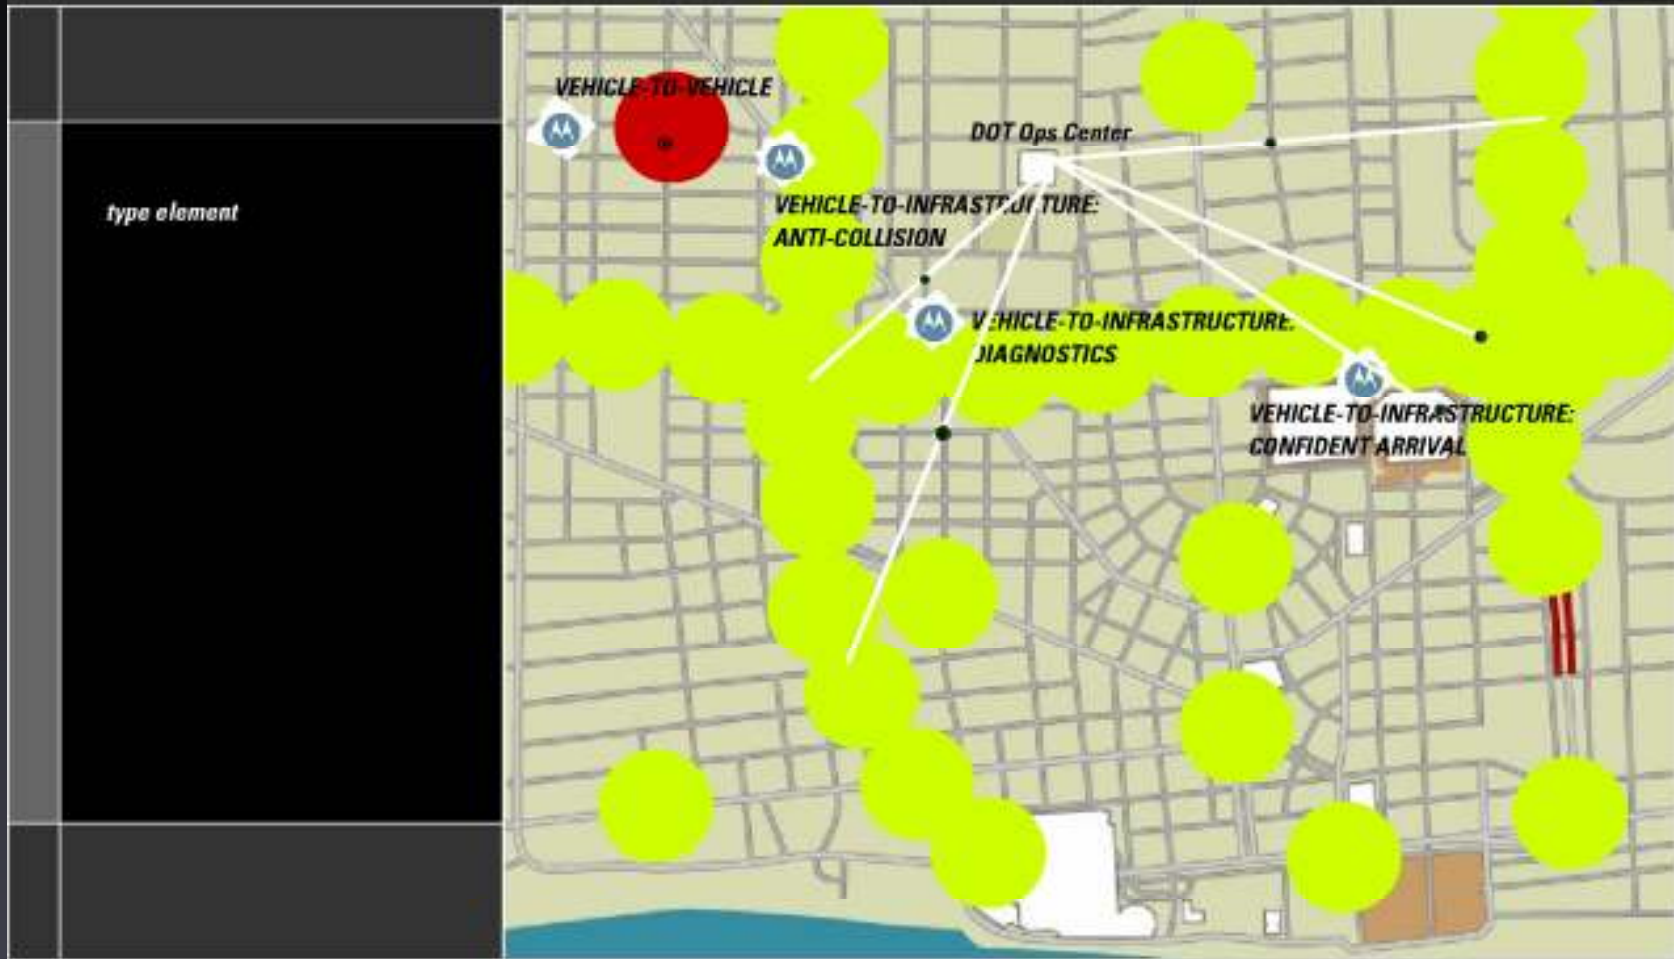 type element
VEHICLE-TO-VEHICLE
DOT Ops Center
VEHICLE-TO-INFRASTRUCTURE:
ANTI-COLLISION
VEHICLE-TO-INFRASTRUCTURE:
DIAGNOSTICS
VEHICLE-TO-INFRASTRUCTURE:
CONFIDENT ARRIVAL